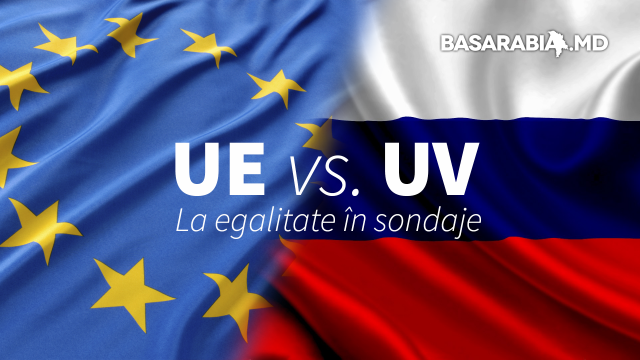 BASARABIA.MD
UE vs. UV
La egalitate în sondaje